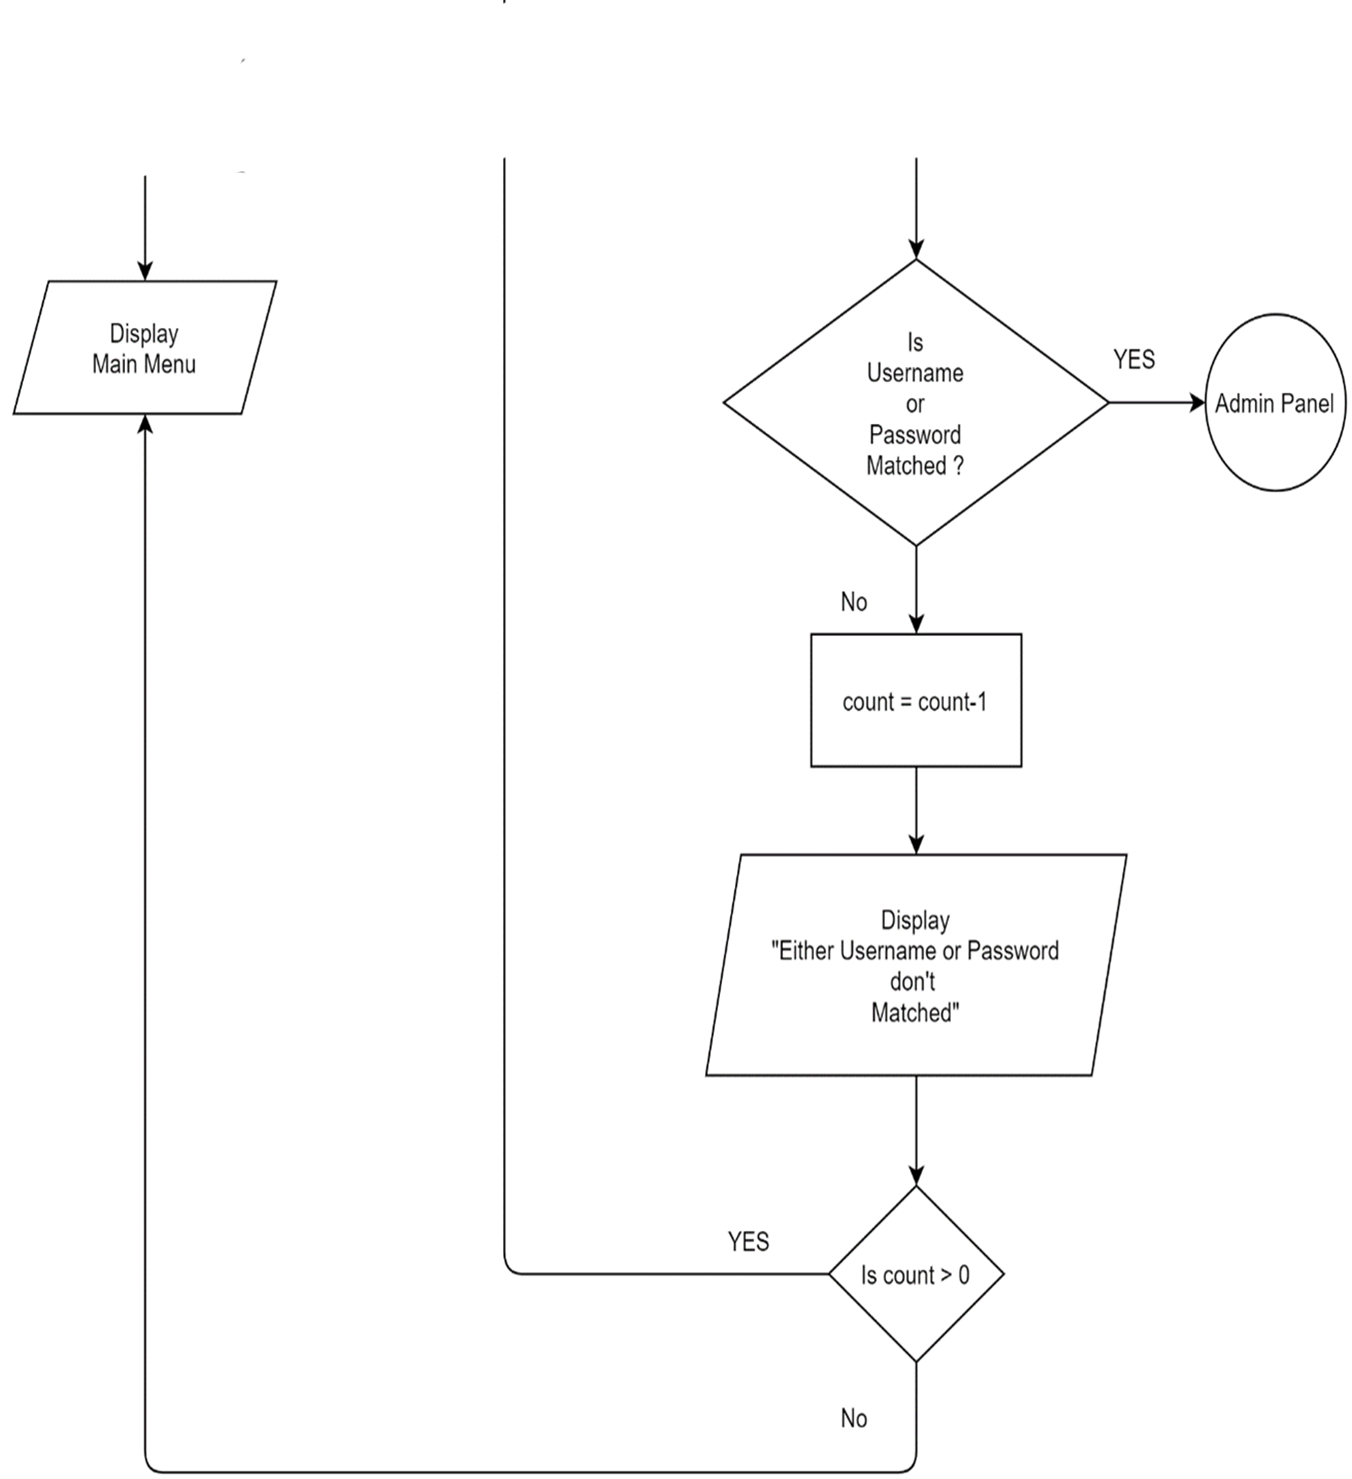 Display
Main Menu
Is
Username
or
Password
Matched ?
YES
Admin Panel
No
count = count-1
Display
"Either Username or Password
don't
Matched"
YES
Is count > 0
No